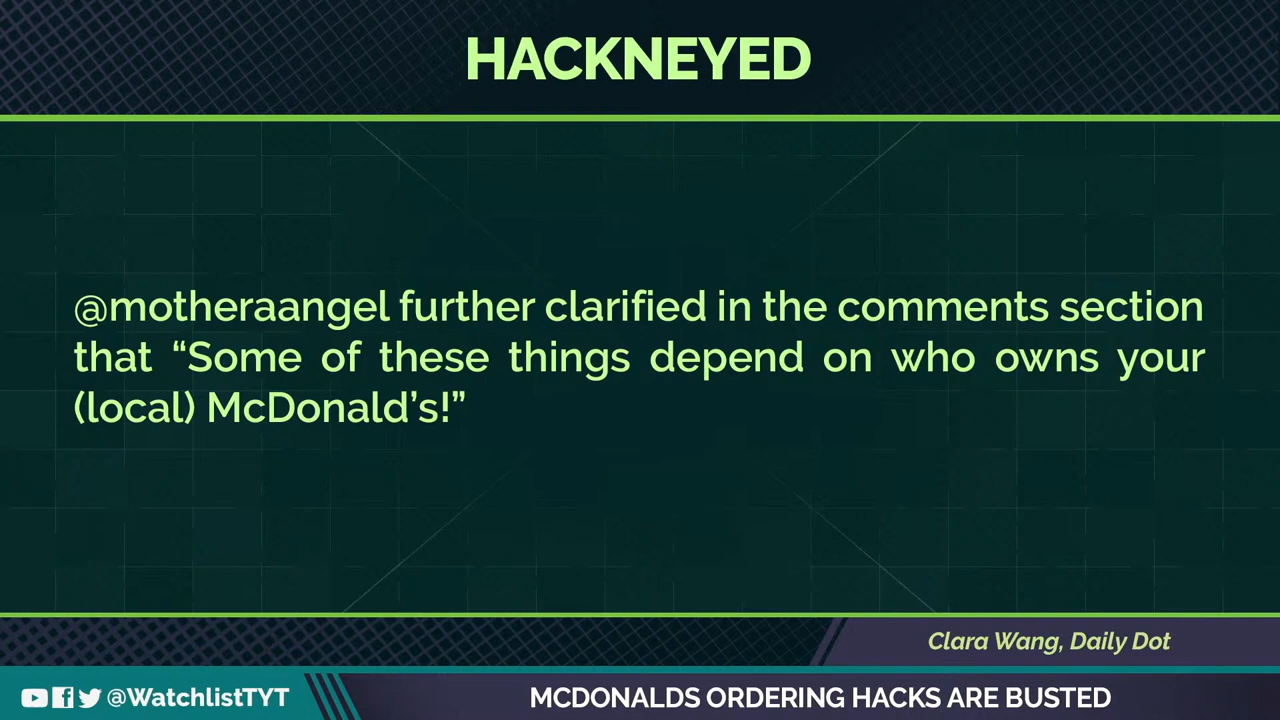 HACKNEYED
@motheraangel further clarified in the comments section
that “Some of these things depend on who owns your
(local) McDonald’s!”
Clara Wang, Daily Dot
@WatchlistTYT
MCDONALDS ORDERING HACKS ARE BUSTED